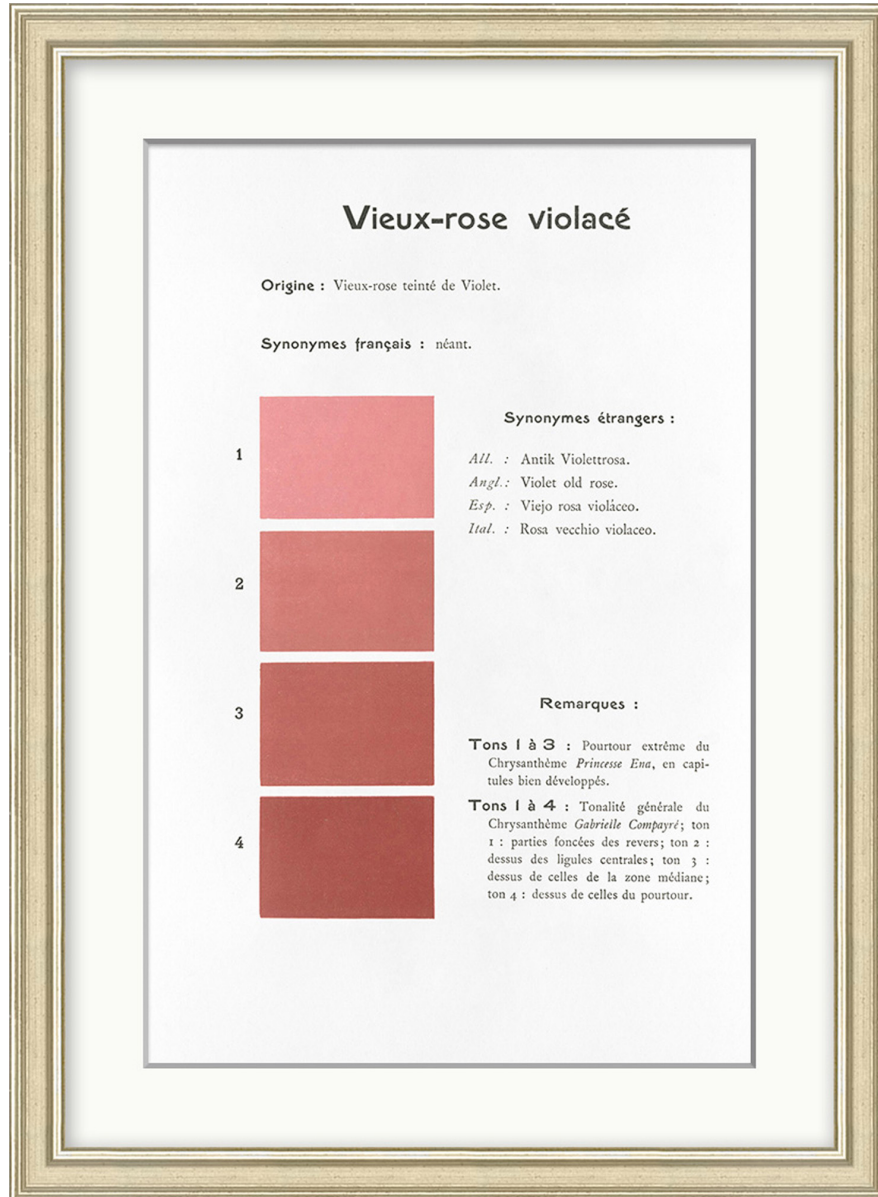 Vieux-rose violacé
Origine : Vieux-rose teinté de Violet.
Synonymes français : néant.
1
2
3
4
Synonymes étrangers :
All. : Antik Violettrosa.
Angl. : Violet old rose.
Esp. : Viejo rosa violáceo.
Ital. : Rosa vecchio violaceo.
Remarques :
Tons 1 à 3 : Pourtour extrême du
Chrysanthème Princesse Ena, en capi-
tules bien développés.
Tons 1 à 4 : Tonalité générale du
Chrysanthème Gabrielle Compayré; ton
1 : parties foncées des revers; ton 2 :
dessus des ligules centrales; ton 3 :
dessus de celles de la zone médiane;
ton 4 : dessus de celles du pourtour.